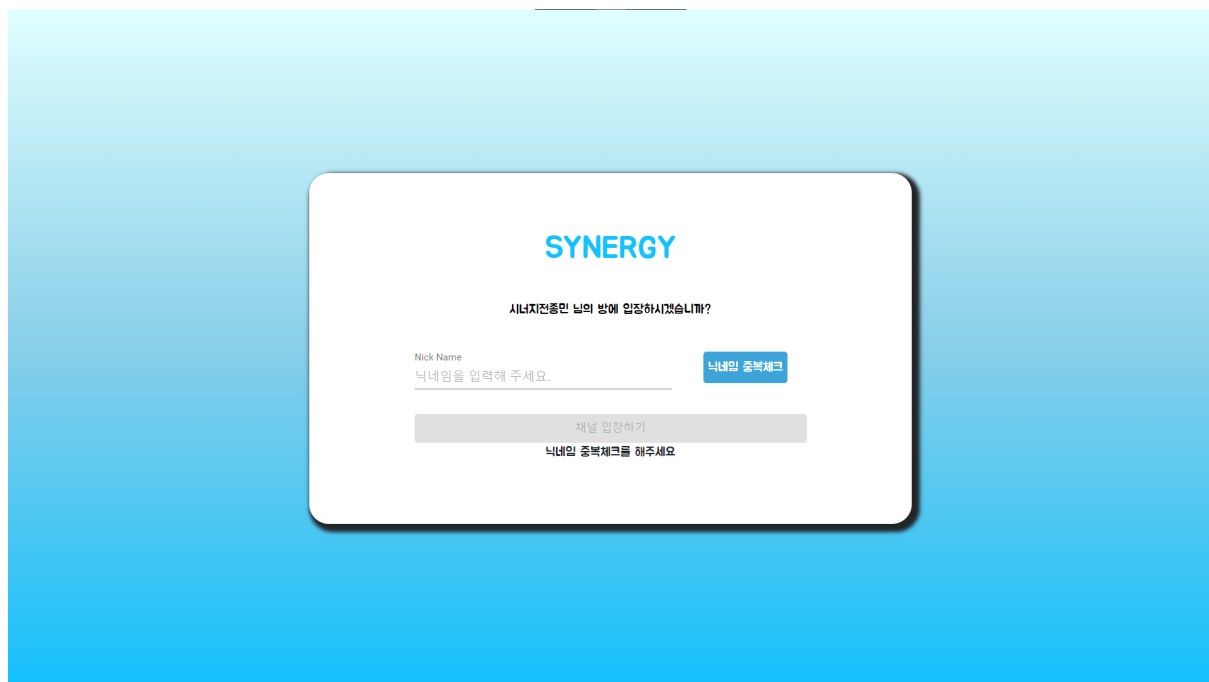 SYNERGY
시너지전종민 님의 방에 입장하시겠습니까?
Nick Name
닉네임을 입력해 주세요.
닉네임 중복체크
채널 입장하기
닉네임 중복체크를 해주세요